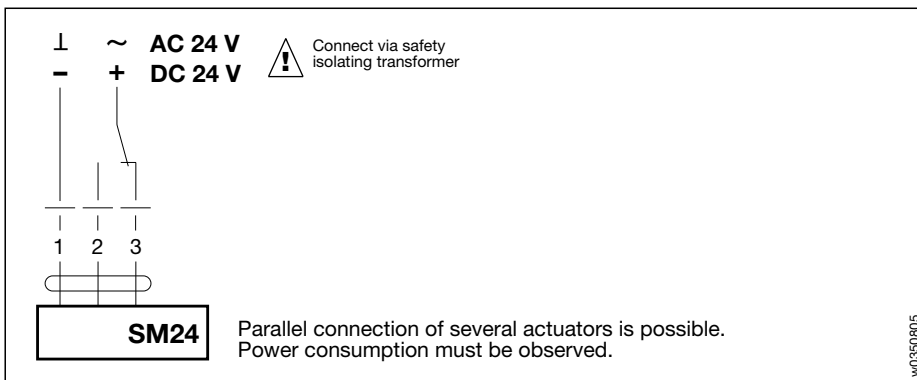 ⊥ ~ AC 24 V
– + DC 24 V
Connect via safety
isolating transformer
1 2 3
SM24
Parallel connection of several actuators is possible.
Power consumption must be observed.
w0350805